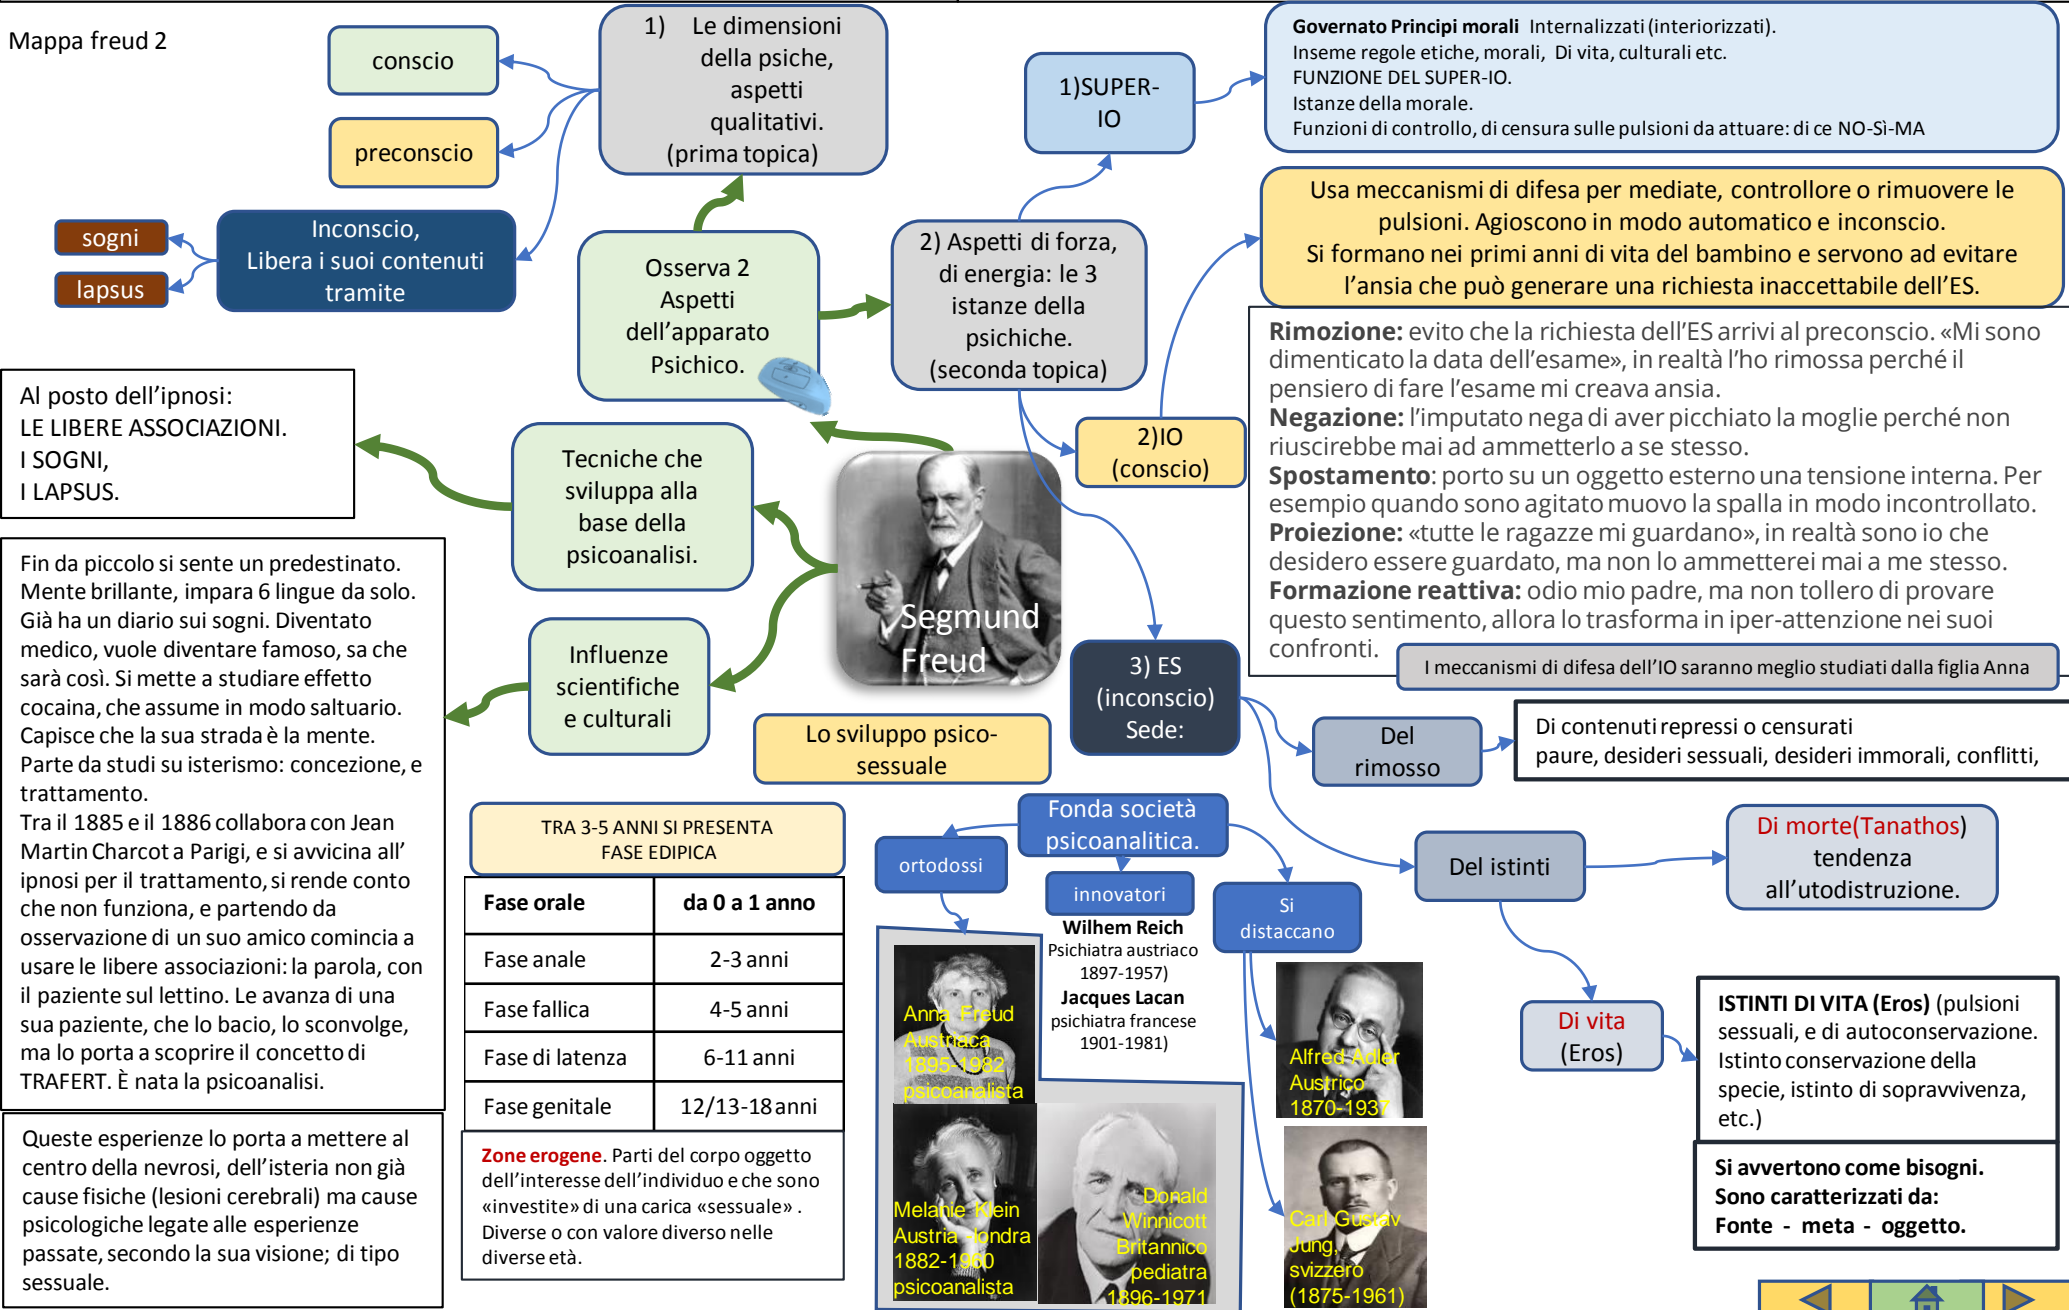 Mappa freud 2
conscio
preconscio
Inconscio,
Libera i suoi contenuti
tramite
sogni
lapsus
1) Le dimensioni
della psiche,
aspetti
qualitativi.
(prima topica)
Osserva 2
Aspetti
dell'apparato
Psichico.
2) Aspetti di forza,
di energia: le 3
istanze della
psichiche.
(seconda topica)
1)SUPER-
IO
Governato Principi morali Internalizzati (interiorizzati).
Inseme regole etiche, morali, Di vita, culturali etc.
FUNZIONE DEL SUPER-IO.
Istanze della morale.
Funzioni di controllo, di censura sulle pulsioni da attuare: di ce NO-Sì-MA
Usa meccanismi di difesa per mediate, controllore o rimuovere le
pulsioni. Agioscono in modo automatico e inconscio.
Si formano nei primi anni di vita del bambino e servono ad evitare
l'ansia che può generare una richiesta inaccettabile dell'ES.
Rimozione: evito che la richiesta dell'ES arrivi al preconscio. «Mi sono
dimenticato la data dell'esame», in realtà l'ho rimossa perché il
pensiero di fare l'esame mi creava ansia.
Negazione: l'imputato nega di aver picchiato la moglie perché non
riuscirebbe mai ad ammetterlo a se stesso.
Spostamento: porto su un oggetto esterno una tensione interna. Per
esempio quando sono agitato muovo la spalla in modo incontrollato.
Proiezione: «tutte le ragazze mi guardano», in realtà sono io che
desidero essere guardato, ma non lo ammetterei mai a me stesso.
Formazione reattiva: odio mio padre, ma non tollero di provare
questo sentimento, allora lo trasforma in iper-attenzione nei suoi
confronti.
I meccanismi di difesa dell'IO saranno meglio studiati dalla figlia Anna
2)IO
(conscio)
3) ES
(inconscio)
Sede:
Del
rimosso
Di contenuti repressi o censurati
paure, desideri sessuali, desideri immorali, conflitti,
Del istinti
Di morte(Tanathos)
tendenza
all'utodistruzione.
Di vita
(Eros)
ISTINTI DI VITA (Eros) (pulsioni
sessuali, e di autoconservazione.
Istinto conservazione della
specie, istinto di sopravvivenza,
etc.)
Si avvertono come bisogni.
Sono caratterizzati da:
Fonte - meta - oggetto.
Segmund
Freud
Al posto dell'ipnosi:
LE LIBERE ASSOCIAZIONI.
I SOGNI,
I LAPSUS.
Tecniche che
sviluppa alla
base della
psicoanalisi.
Influenze
scientifiche
e culturali
Fin da piccolo si sente un predestinato.
Mente brillante, impara 6 lingue da solo.
Già ha un diario sui sogni. Diventato
medico, vuole diventare famoso, sa che
sarà così. Si mette a studiare effetto
cocaina, che assume in modo saltuario.
Capisce che la sua strada è la mente.
Parte da studi su isterismo: concezione, e
trattamento.
Tra il 1885 e il 1886 collabora con Jean
Martin Charcot a Parigi, e si avvicina all'
ipnosi per il trattamento, si rende conto
che non funziona, e partendo da
osservazione di un suo amico comincia a
usare le libere associazioni: la parola, con
il paziente sul lettino. Le avanza di una
sua paziente, che lo bacio, lo sconvolge,
ma lo porta a scoprire il concetto di
TRAFERT. È nata la psicoanalisi.
Queste esperienze lo porta a mettere al
centro della nevrosi, dell'isteria non già
cause fisiche (lesioni cerebrali) ma cause
psicologiche legate alle esperienze
passate, secondo la sua visione; di tipo
sessuale.
Lo sviluppo psico-
sessuale
TRA 3-5 ANNI SI PRESENTA
FASE EDIPICA
Fase orale da 0 a 1 anno
Fase anale 2-3 anni
Fase fallica 4-5 anni
Fase di latenza 6-11 anni
Fase genitale 12/13-18 anni
Zone erogene. Parti del corpo oggetto
dell'interesse dell'individuo e che sono
«investite» di una carica «sessuale» .
Diverse o con valore diverso nelle
diverse età.
Fonda società
psicoanalitica.
ortodossi
innovatori
Si
distaccano
Wilhem Reich
Psichiatra austriaco
1897-1957)
Jacques Lacan
psichiatra francese
1901-1981)
Anna Freud
Austriaca
1895-1982
psicoanalista
Melanie Klein
Austria -londra
1882-1960
psicoanalista
Donald
Winnicott
Britannico
pediatra
1896-1971
Alfred Adler
Austrico
1870-1937
Carl Gustav
Jung,
svizzero
(1875-1961)